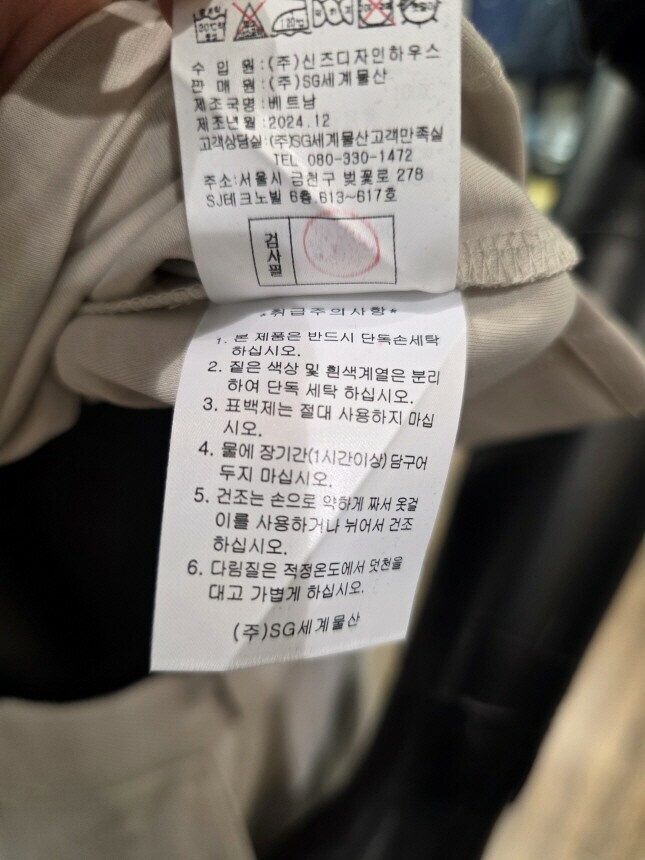 수 입 원 : (주)신즈디자인하우스
판 매 원 : (주)SG세계물산
제조국명 : 베트남
제조년월 : 2024.12
고객상담실:(주)SG세계물산고객만족실
TEL 080-330-1472
주소:서울시 금천구 벚꽃로 278
SJ테크노빌 6층 613~617호
검사필
*취급주의사항*
1. 본 제품은 반드시 단독손세탁
하십시오.
2. 짙은 색상 및 흰색계열은 분리
하여 단독 세탁 하십시오.
3. 표백제는 절대 사용하지 마십
시오.
4. 물에 장기간(1시간이상) 담구어
두지 마십시오.
5. 건조는 손으로 약하게 짜서 옷걸
이를 사용하거나 뉘어서 건조
하십시오.
6. 다림질은 적정온도에서 덧천을
대고 가볍게 하십시오.
(주)SG세계물산